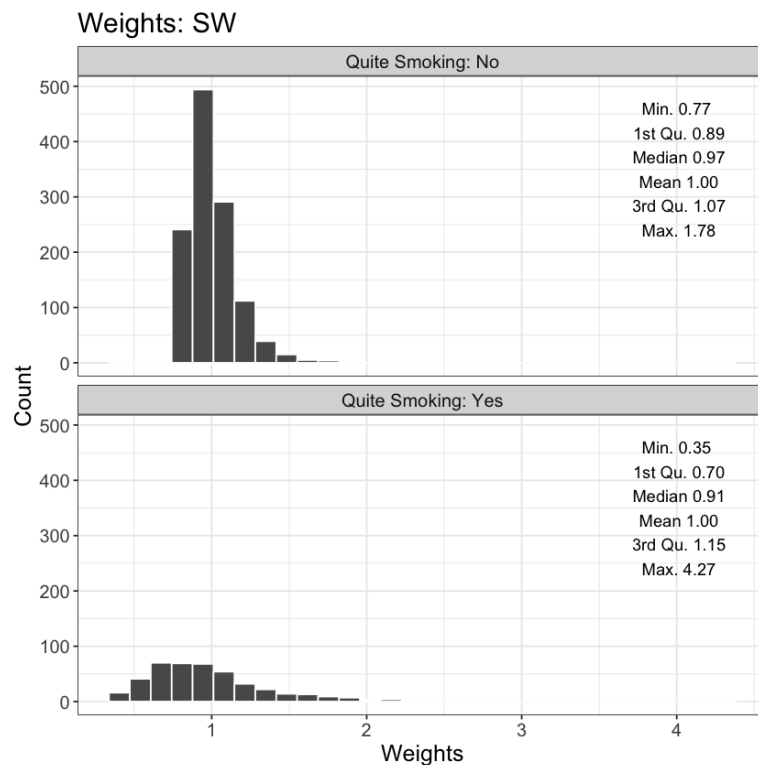 Weights: SW
Quite Smoking: No
500
400
300
200
100
0
Min. 0.77
1st Qu. 0.89
Median 0.97
Mean 1.00
3rd Qu. 1.07
Max. 1.78
Count
Quite Smoking: Yes
500
400
300
200
100
0
Min. 0.35
1st Qu. 0.70
Median 0.91
Mean 1.00
3rd Qu. 1.15
Max. 4.27
1 2 3 4
Weights